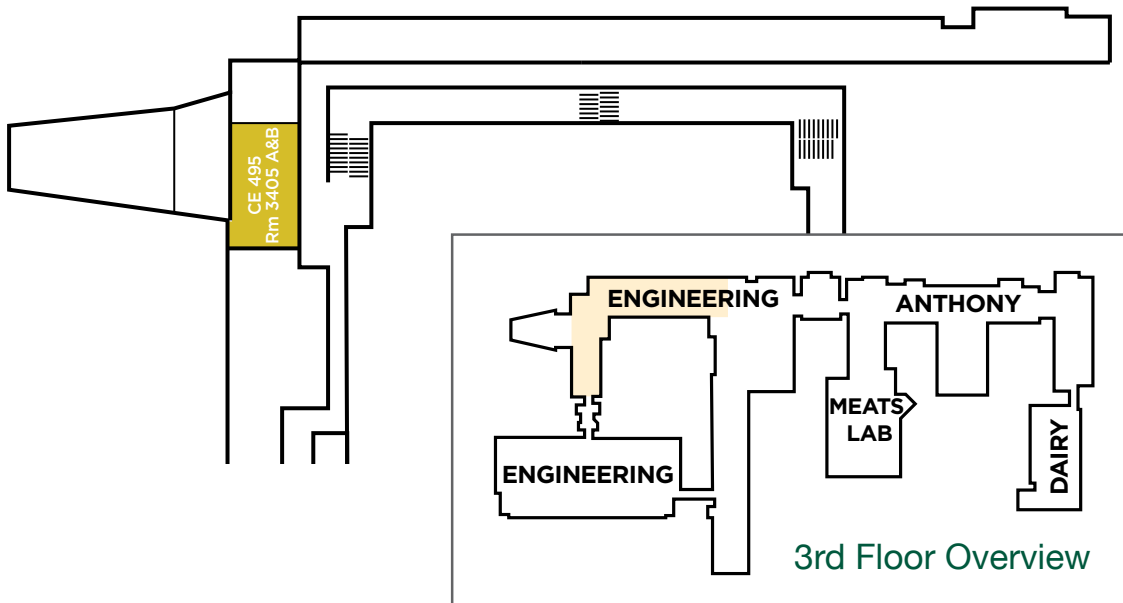 CE 495
Rm 3405 A&B
ENGINEERING
ANTHONY
MEATS
LAB
ENGINEERING
DAIRY
3rd Floor Overview